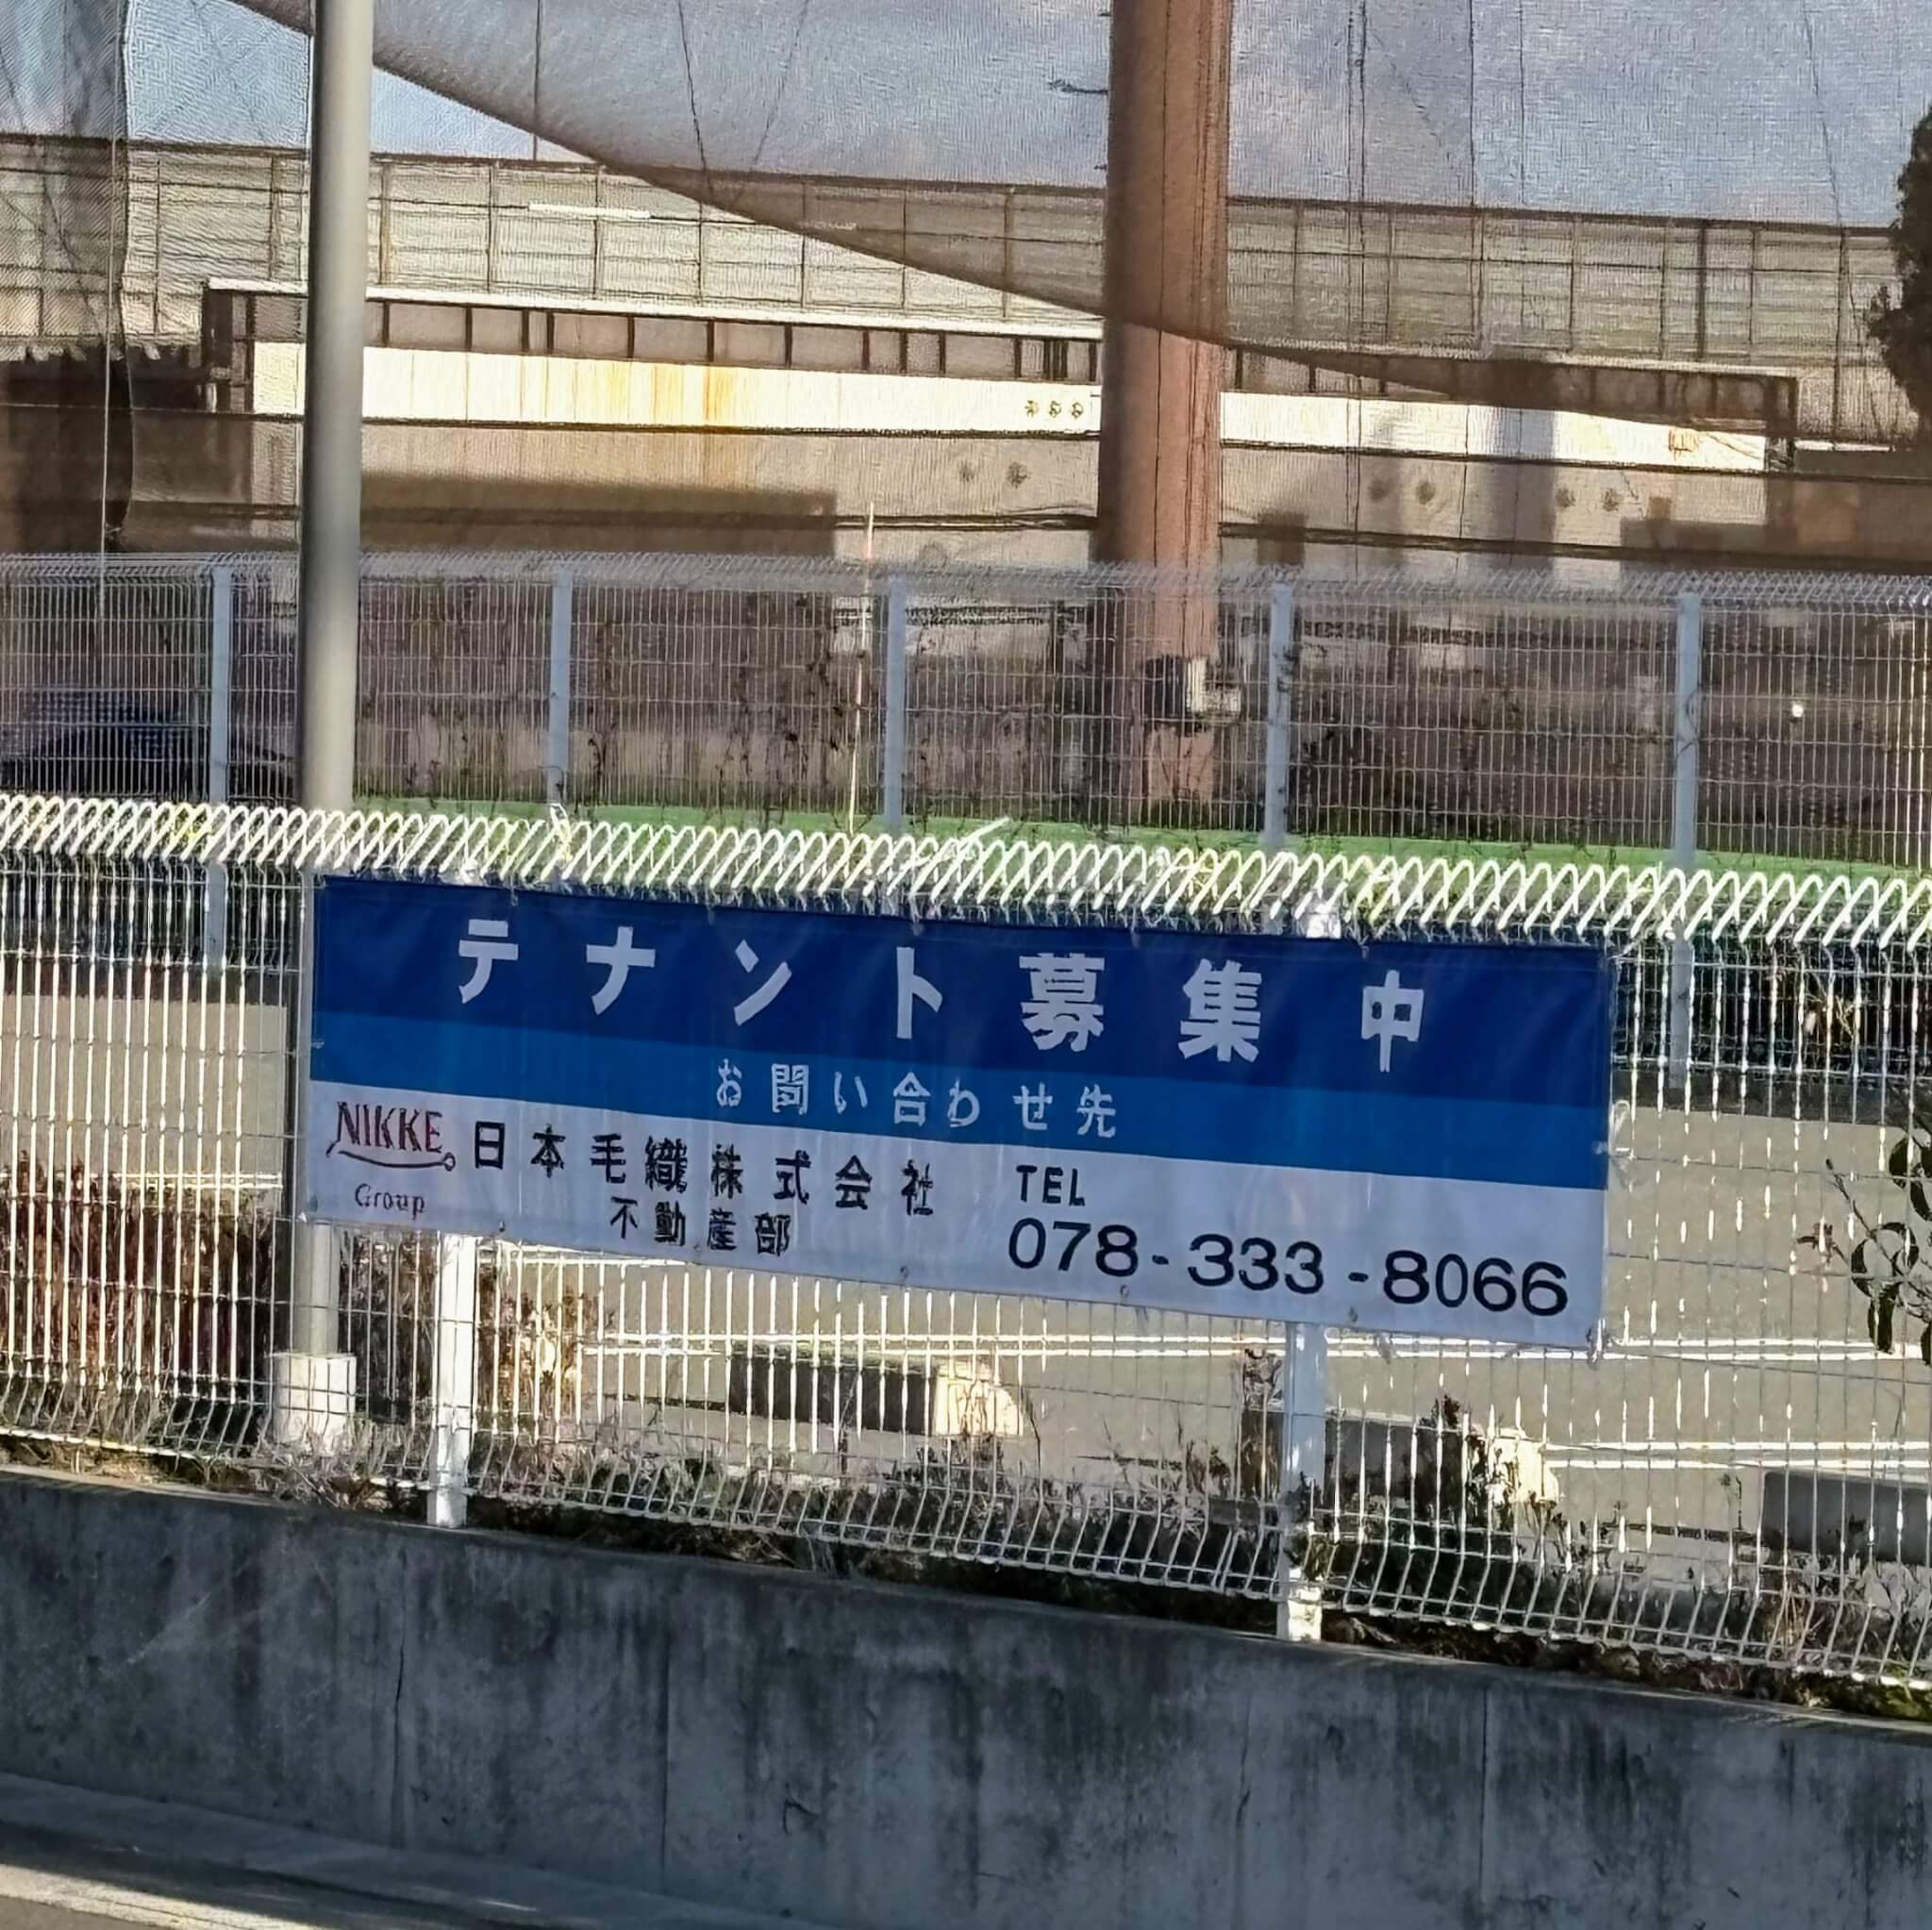 テナント募集中
お問い合わせ先
NIKKE
Group
日本毛織株式会社
不動産部
TEL
078-333-8066